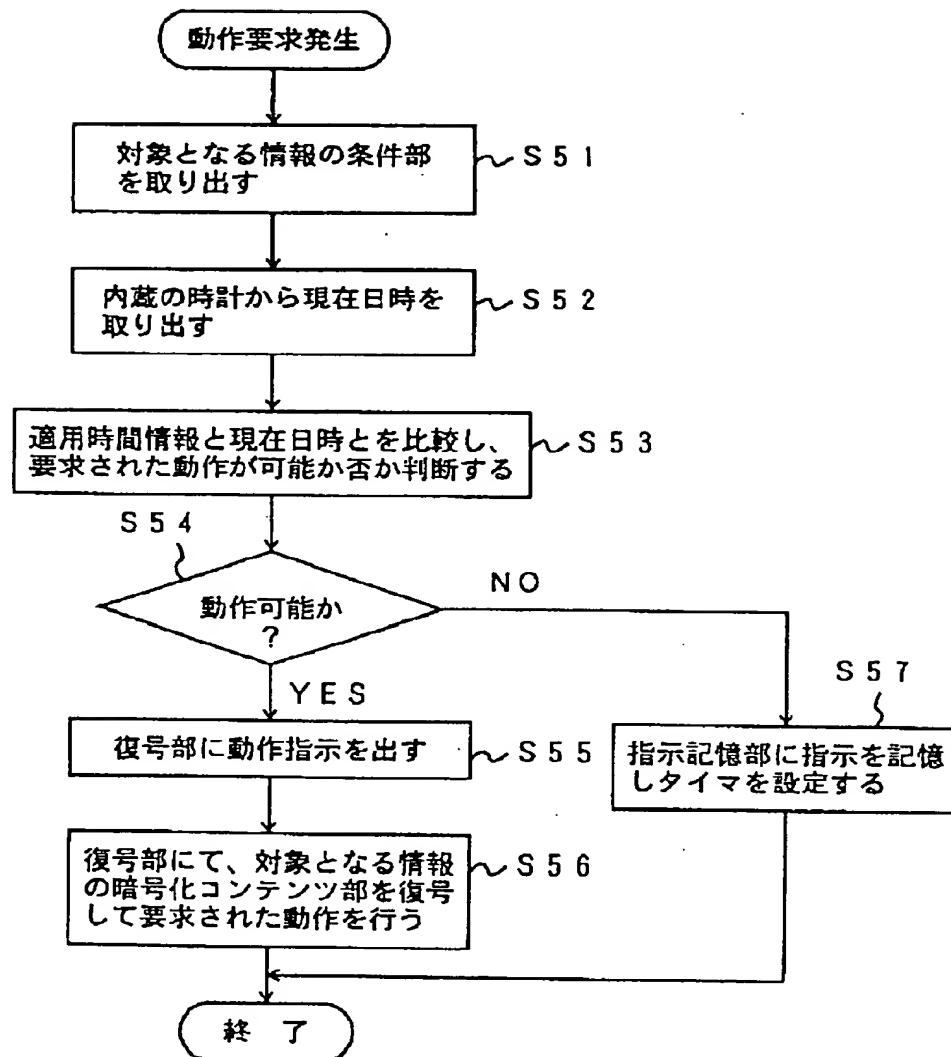 動作要求発生
対象となる情報の条件部
を取り出す
S51
内蔵の時計から現在日時を
取り出す
S52
適用時間情報と現在日時とを比較し、
要求された動作が可能か否か判断する
S53
S54
動作可能か
?
NO
YES
S57
復号部に動作指示を出す
S55
指示記憶部に指示を記憶
しタイマを設定する
復号部にて、対象となる情報
の暗号化コンテンツ部を復号
して要求された動作を行う
S56
終 了